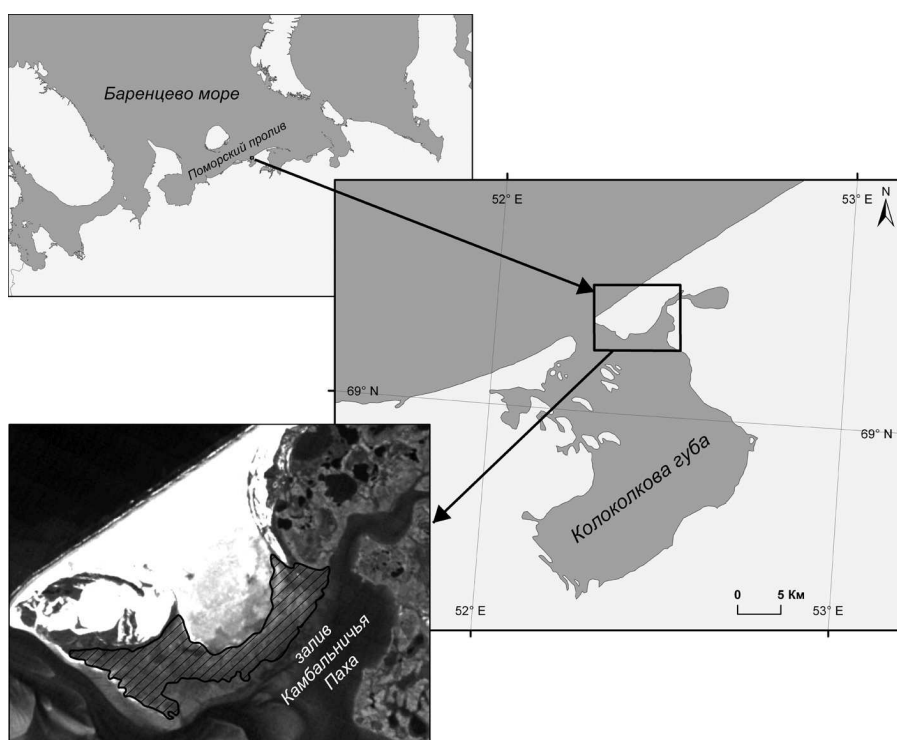 Баренцево море
Поморский пролив
52° E
53° E
N
69° N
69° N
Колоколкова губа
0 5 Км
52° E
53° E
залив
Камбальничья
Паха